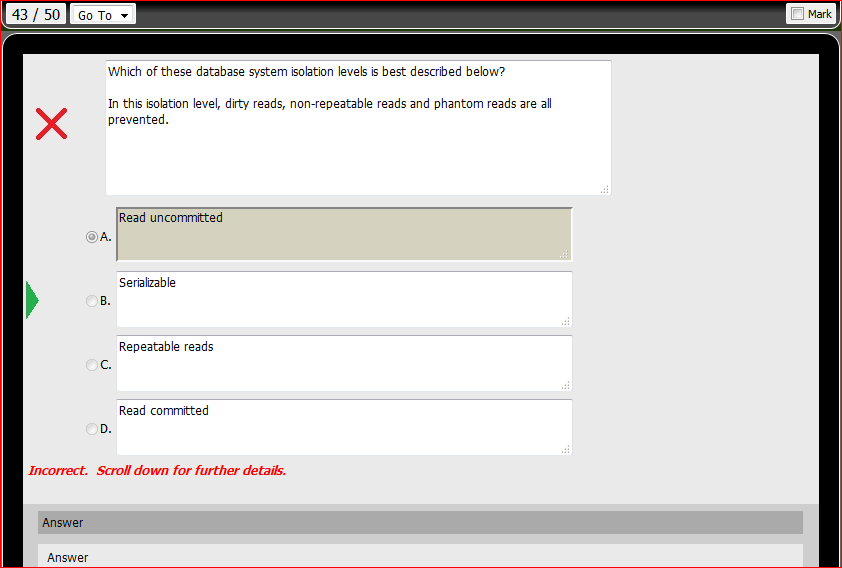 43 / 50 Go To Mark
Which of these database system isolation levels is best described below?
In this isolation level, dirty reads, non-repeatable reads and phantom reads are all
prevented.
A. Read uncommitted
B. Serializable
C. Repeatable reads
D. Read committed
Incorrect. Scroll down for further details.
Answer
Answer